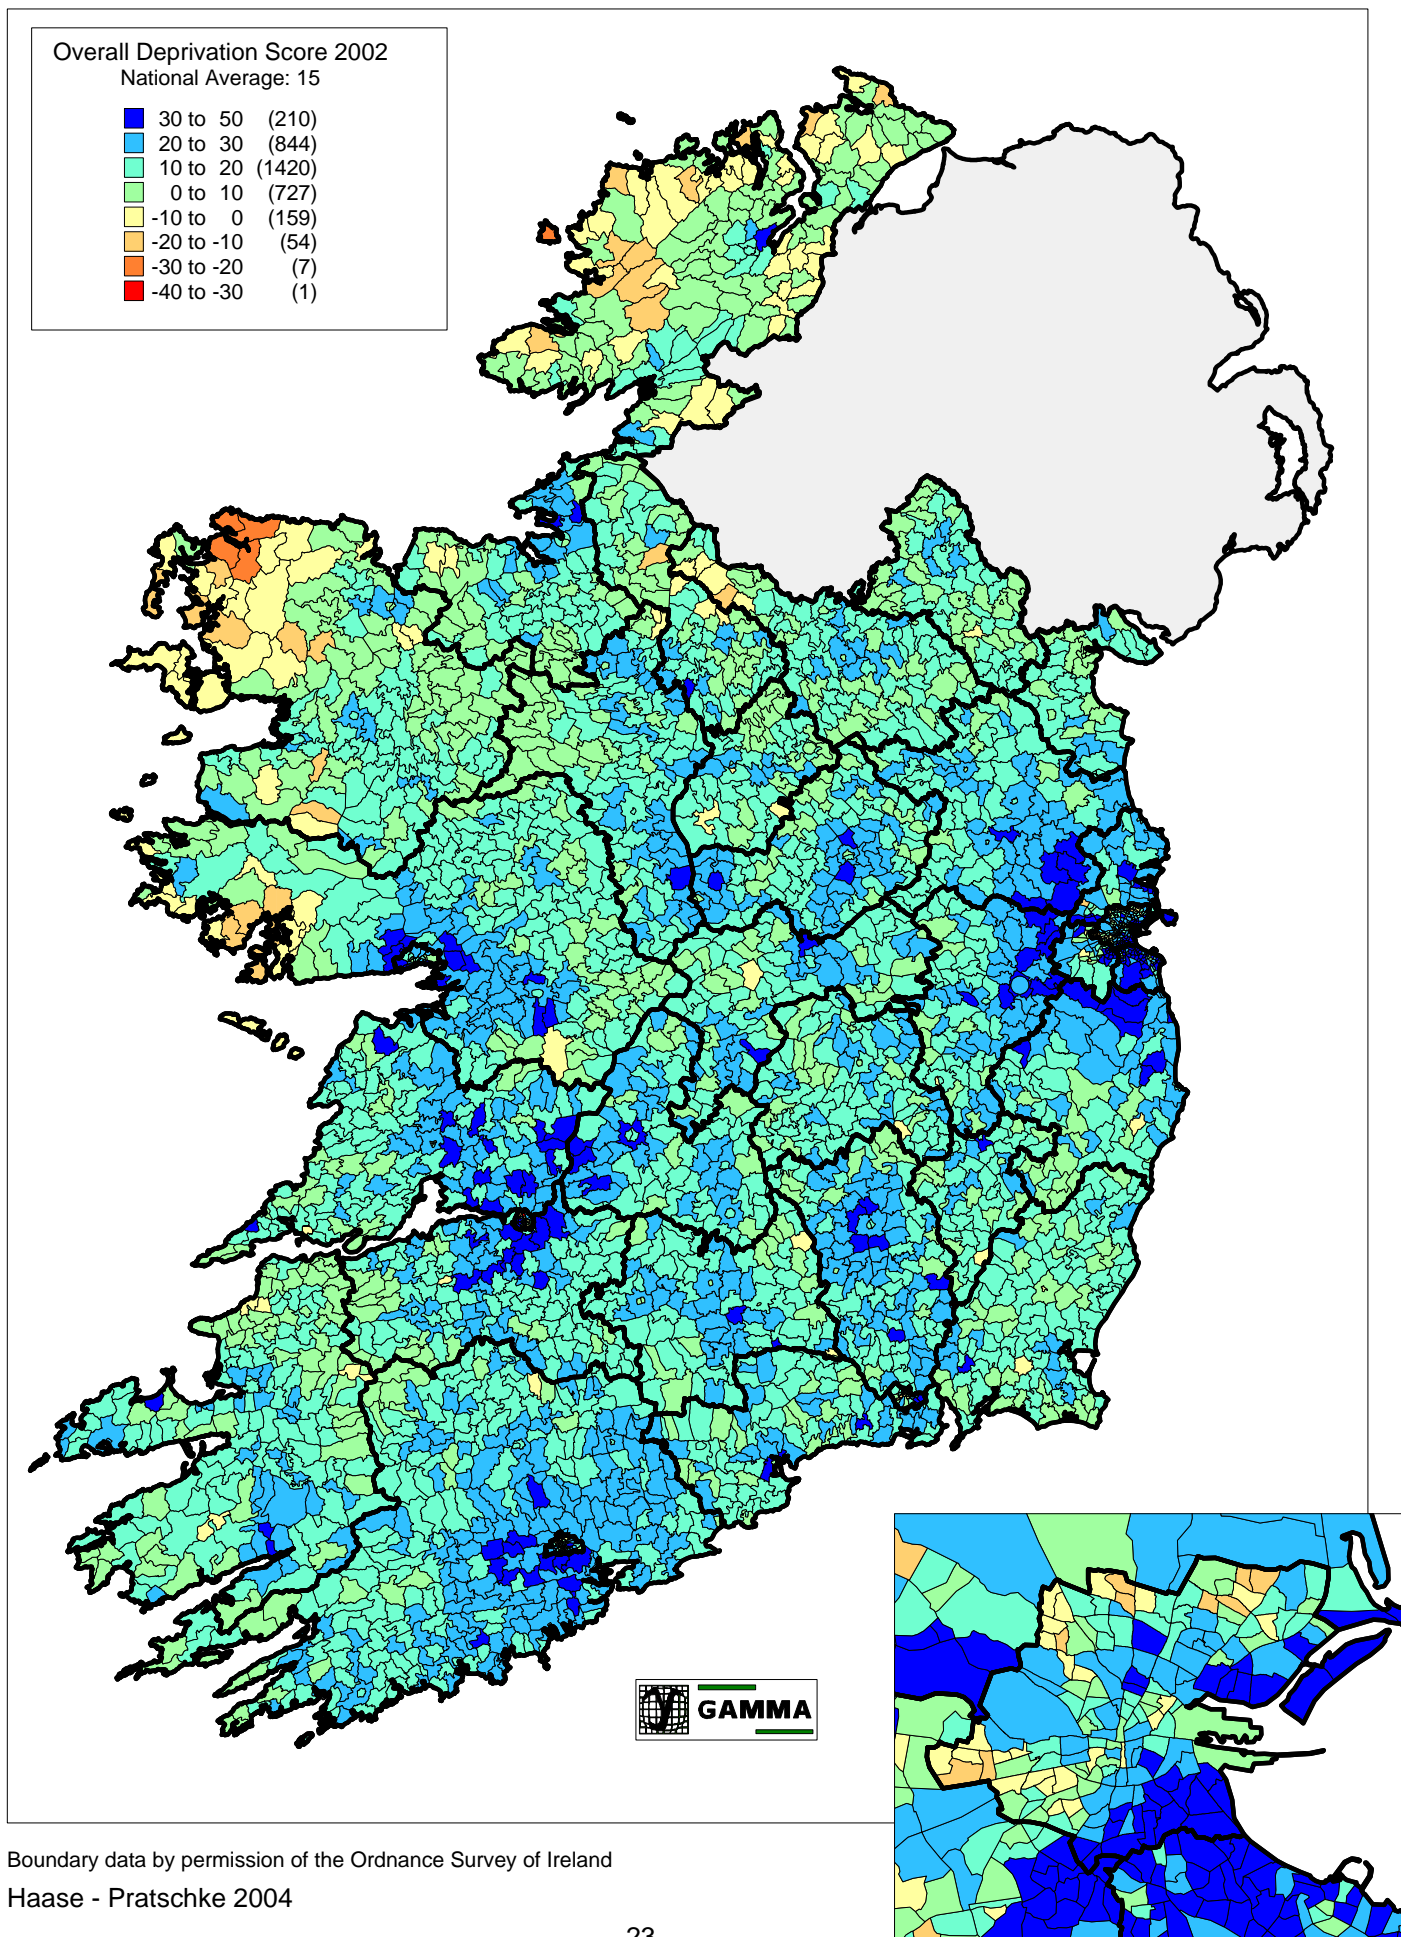 Overall Deprivation Score 2002
National Average: 15
30 to 50 (210)
20 to 30 (844)
10 to 20 (1420)
0 to 10 (727)
-10 to 0 (159)
-20 to -10 (54)
-30 to -20 (7)
-40 to -30 (1)
GAMMA
Boundary data by permission of the Ordnance Survey of Ireland
Haase - Pratschke 2004
23